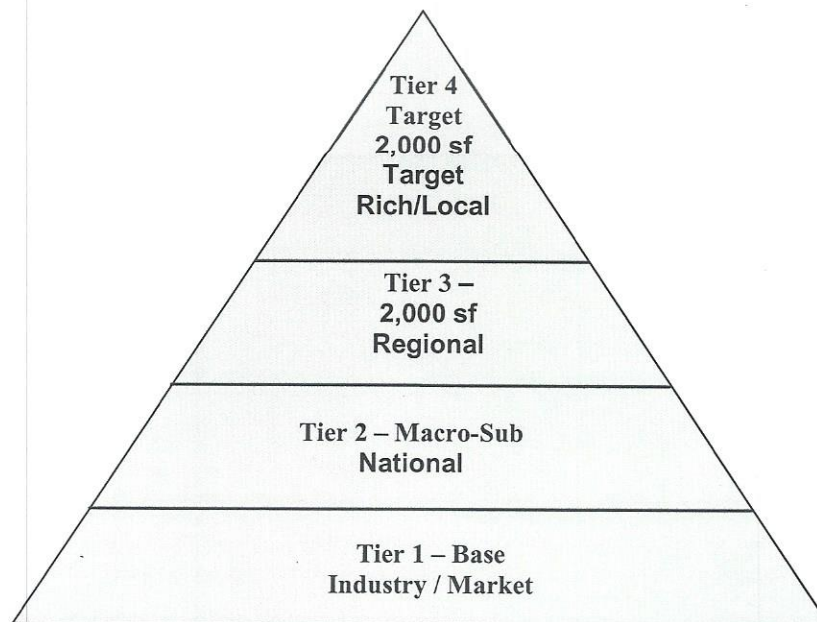 Tier 4
Target
2,000 sf
Target
Rich/Local
Tier 3 –
2,000 sf
Regional
Tier 2 – Macro-Sub
National
Tier 1 – Base
Industry / Market